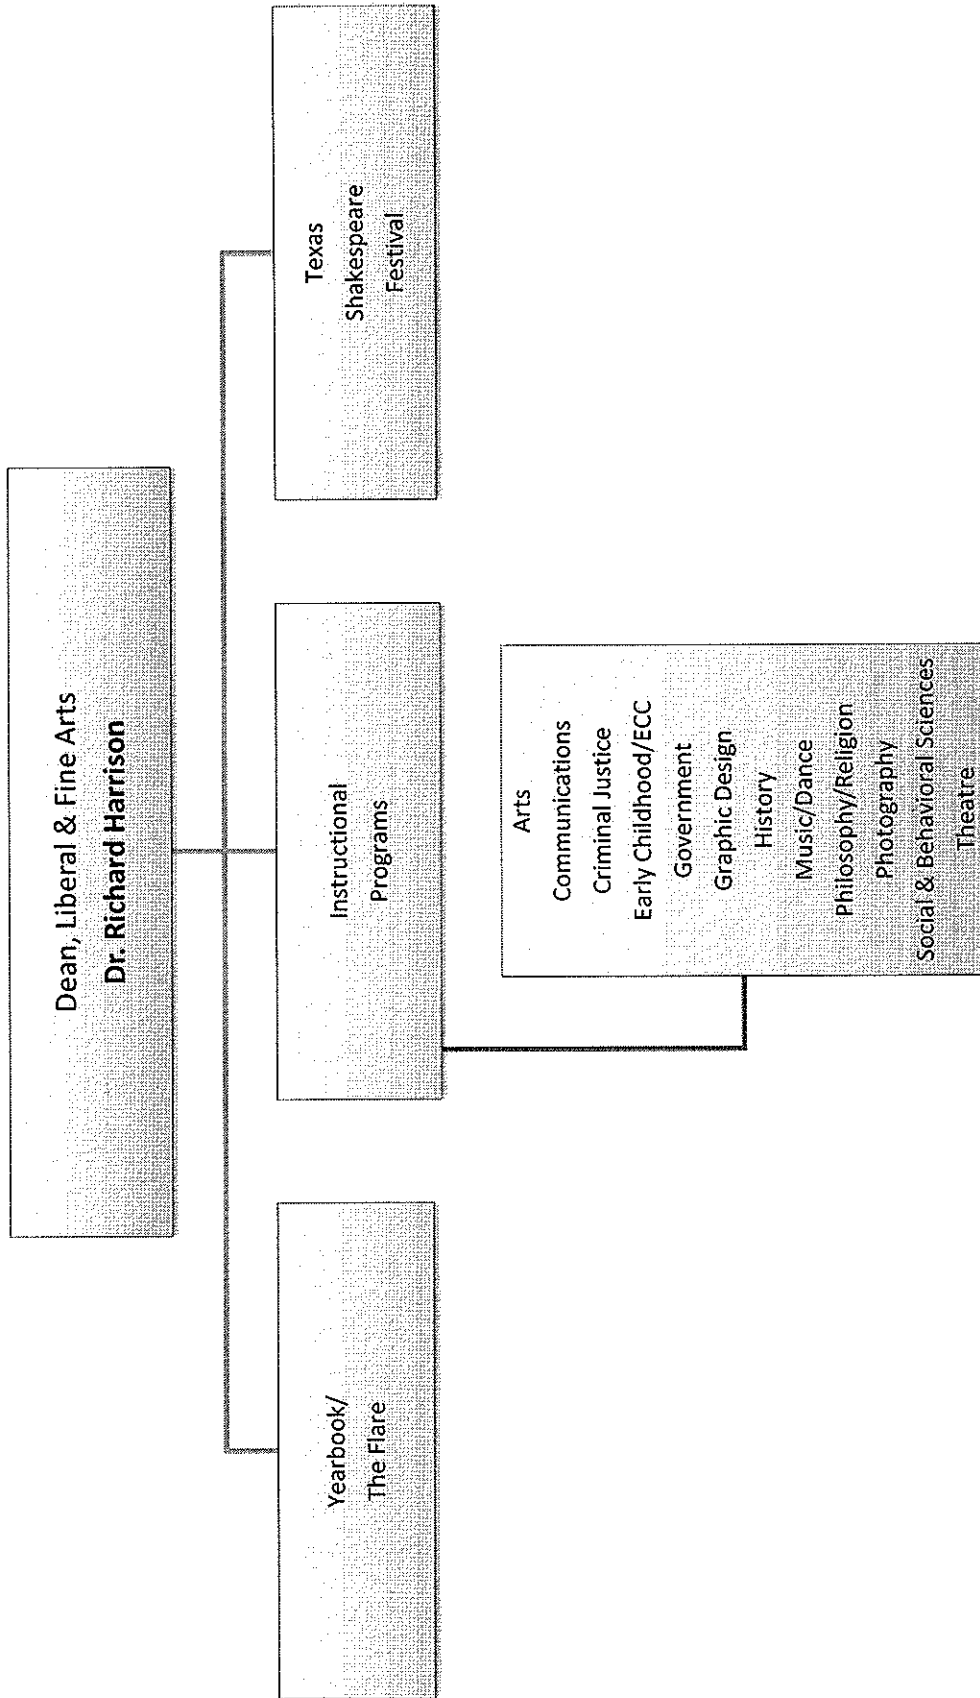 Dean, Liberal & Fine Arts
Dr. Richard Harrison
Yearbook/
The Flare
Instructional
Programs
Texas
Shakespeare
Festival
Arts
Communications
Criminal Justice
Early Childhood/ECC
Government
Graphic Design
History
Music/Dance
Philosophy/Religion
Photography
Social & Behavioral Sciences
Theatre